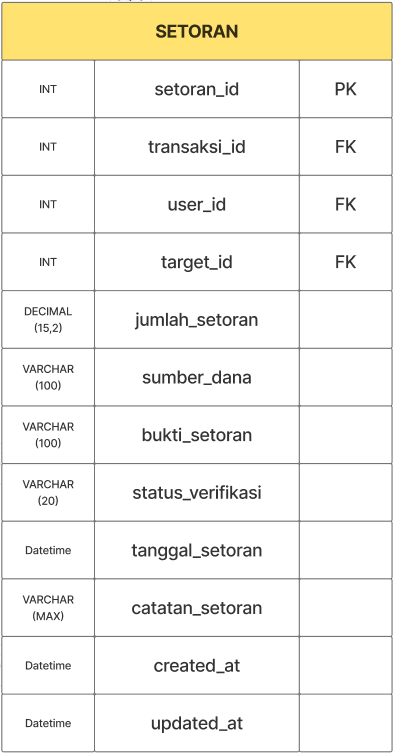 SETORAN
INT setoran_id PK
INT transaksi_id FK
INT user_id FK
INT target_id FK
DECIMAL
(15,2) jumlah_setoran
VARCHAR
(100) sumber_dana
VARCHAR
(100) bukti_setoran
VARCHAR
(20) status_verifikasi
Datetime tanggal_setoran
VARCHAR
(MAX) catatan_setoran
Datetime created_at
Datetime updated_at